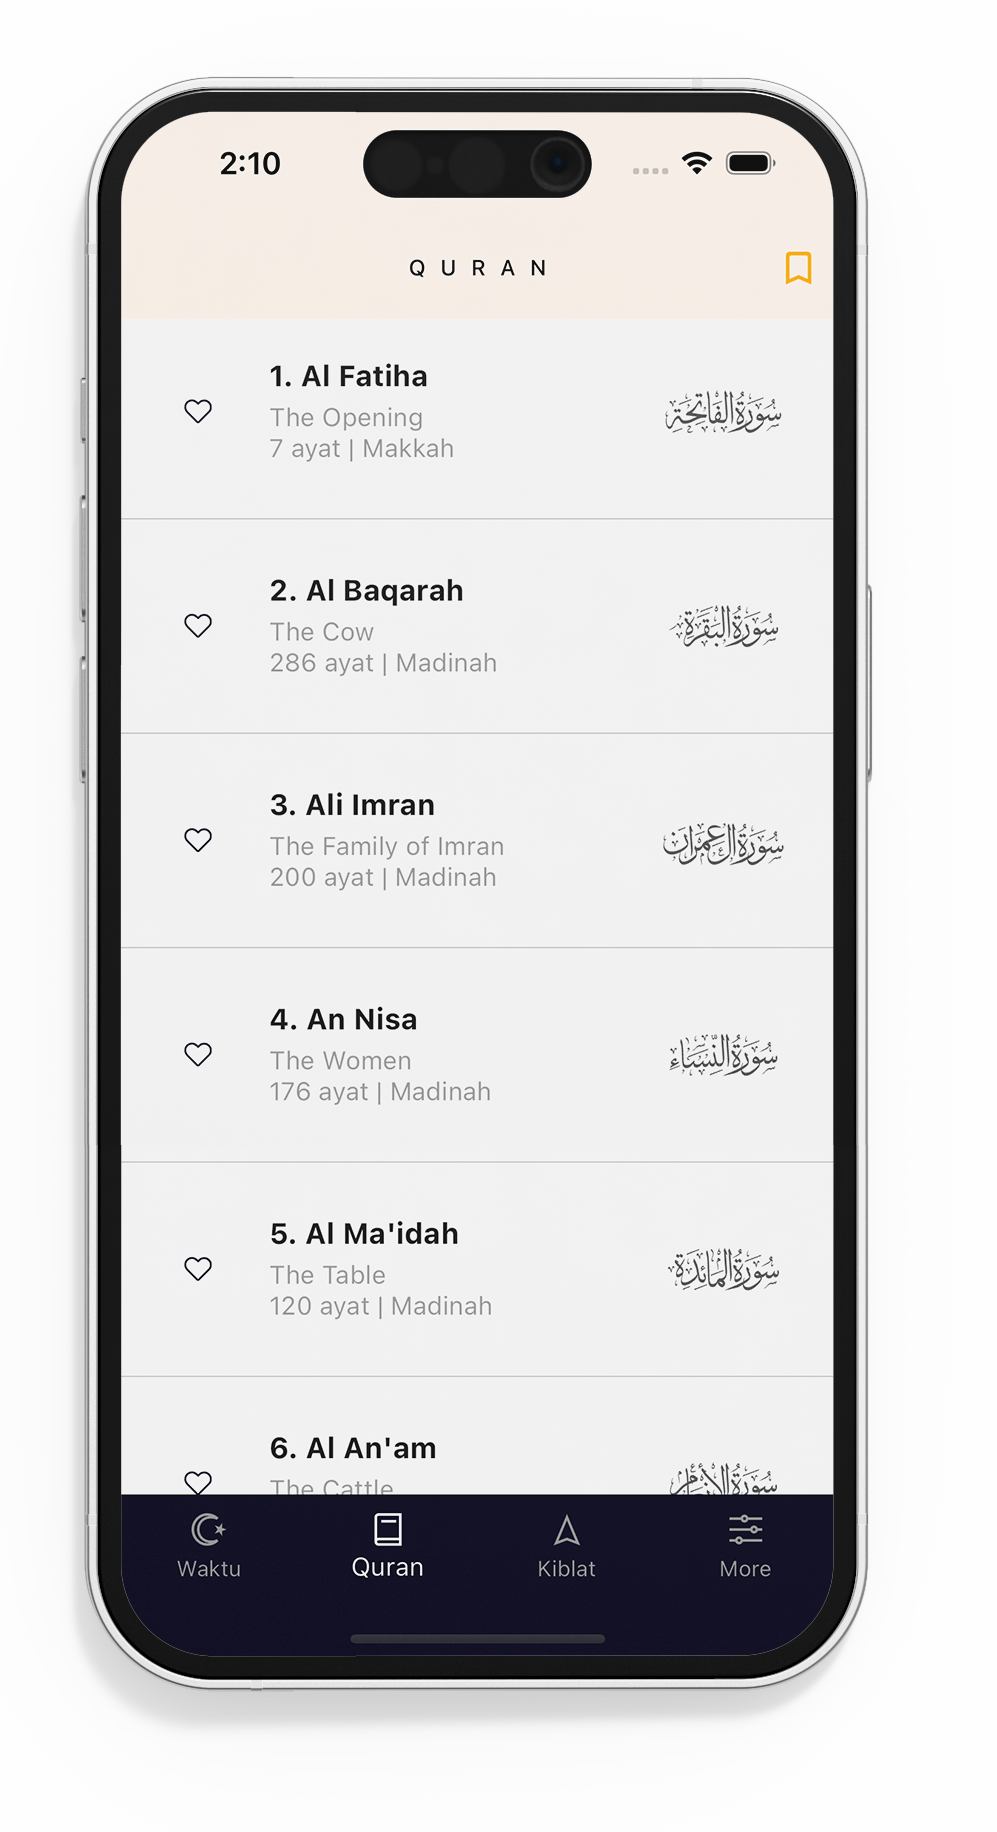 2:10
QURAN
1. Al Fatiha
The Opening
7 ayat | Makkah
سُورَةُ الفَاتِحَة
2. Al Baqarah
The Cow
286 ayat | Madinah
سُورَةُ البَقَرَة
3. Ali Imran
The Family of Imran
200 ayat | Madinah
سُورَةُ آل عِمْرَان
4. An Nisa
The Women
176 ayat | Madinah
سُورَةُ النِّسَاء
5. Al Ma'idah
The Table
120 ayat | Madinah
سُورَةُ المَائِدَة
6. Al An'am
The Cattle
سُورَةُ الأَنْعَام
Waktu
Quran
Kiblat
More